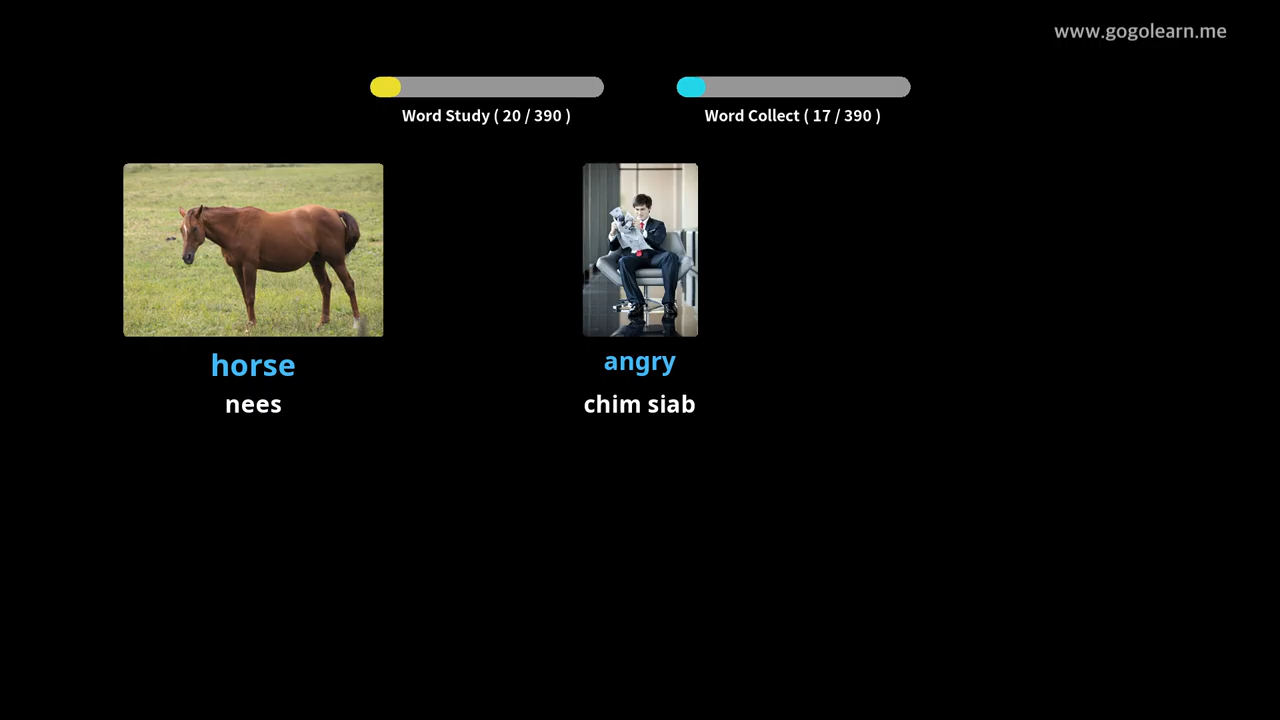 www.gogolearn.me
Word Study ( 20 / 390 )
Word Collect ( 17 / 390 )
horse
nees
angry
chim siab